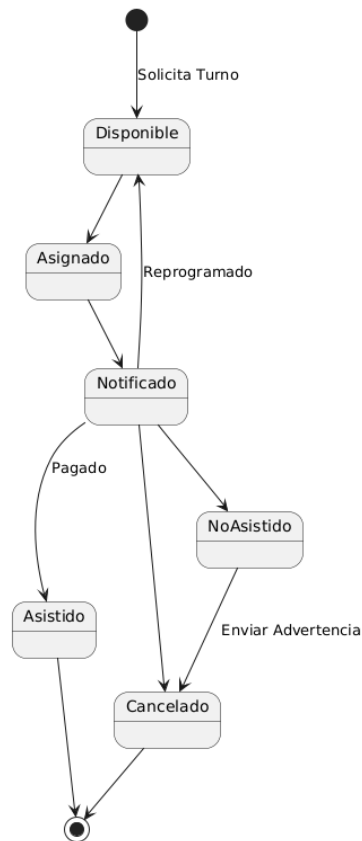 Solicita Turno
Disponible
Asignado
Reprogramado
Notificado
Pagado
NoAsistido
Asistido
Enviar Advertencia
Cancelado